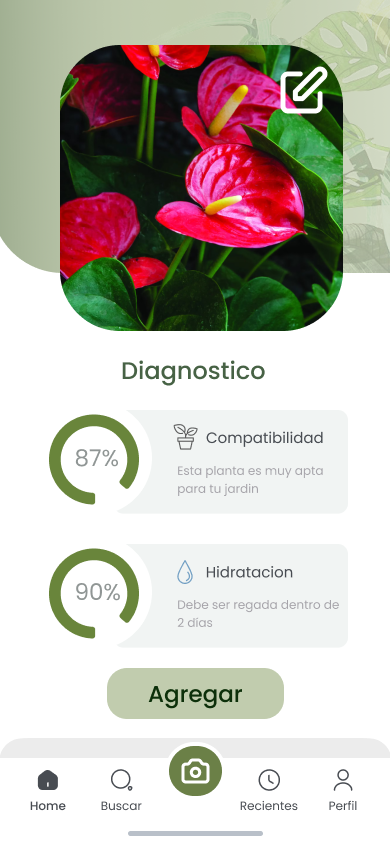 Diagnostico
87%
Compatibilidad
Esta planta es muy apta
para tu jardin
90%
Hidratacion
Debe ser regada dentro de
2 días
Agregar
Home
Buscar
Recientes
Perfil